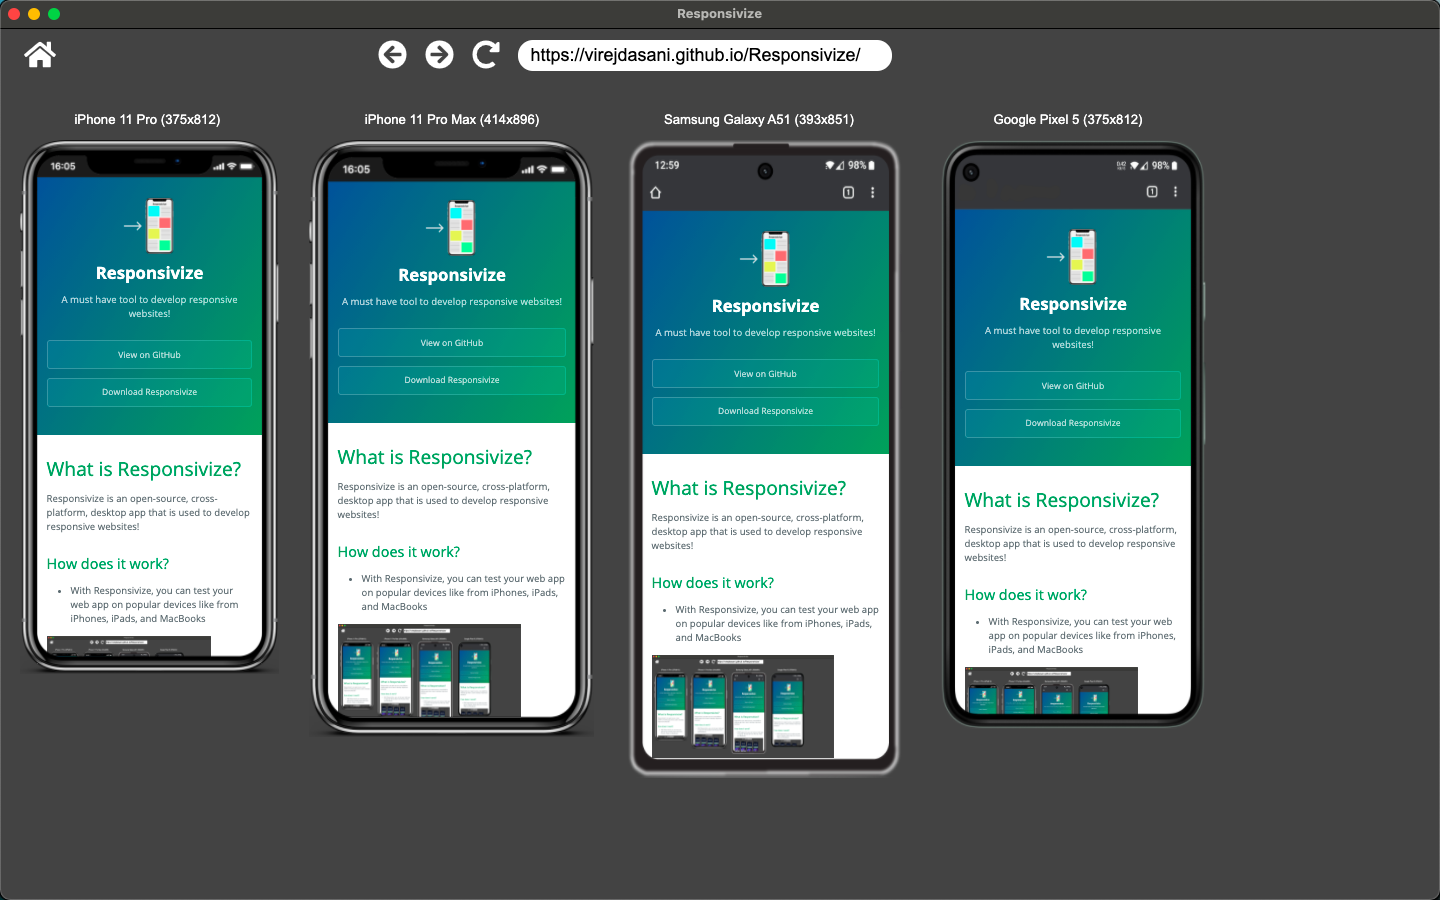 Responsivize
https://virejdasani.github.io/Responsivize/
iPhone 11 Pro (375x812)
16:05
Responsivize
A must have tool to develop responsive
websites!
View on GitHub
Download Responsivize
What is Responsivize?
Responsivize is an open-source, cross-
platform, desktop app that is used to develop
responsive websites!
How does it work?
• With Responsivize, you can test your
web app on popular devices like from
iPhones, iPads, and MacBooks
iPhone 11 Pro Max (414x896)
16:05
Responsivize
A must have tool to develop responsive websites!
View on GitHub
Download Responsivize
What is Responsivize?
Responsivize is an open-source, cross-platform,
desktop app that is used to develop responsive
websites!
How does it work?
• With Responsivize, you can test your web app
on popular devices like from iPhones, iPads,
and MacBooks
Samsung Galaxy A51 (393x851)
12:59
98%
1
Responsivize
A must have tool to develop responsive websites!
View on GitHub
Download Responsivize
What is Responsivize?
Responsivize is an open-source, cross-platform,
desktop app that is used to develop responsive
websites!
How does it work?
• With Responsivize, you can test your web app
on popular devices like from iPhones, iPads,
and MacBooks
Google Pixel 5 (375x812)
98%
1
Responsivize
A must have tool to develop responsive
websites!
View on GitHub
Download Responsivize
What is Responsivize?
Responsivize is an open-source, cross-platform,
desktop app that is used to develop responsive
websites!
How does it work?
• With Responsivize, you can test your web
app on popular devices like from iPhones,
iPads, and MacBooks